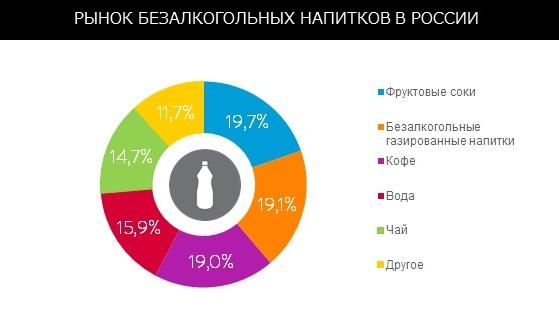 РЫНОК БЕЗАЛКОГОЛЬНЫХ НАПИТКОВ В РОССИИ
11,7%
19,7%
14,7%
19,1%
15,9%
19,0%
Фруктовые соки
Безалкогольные
газированные напитки
Кофе
Вода
Чай
Другое